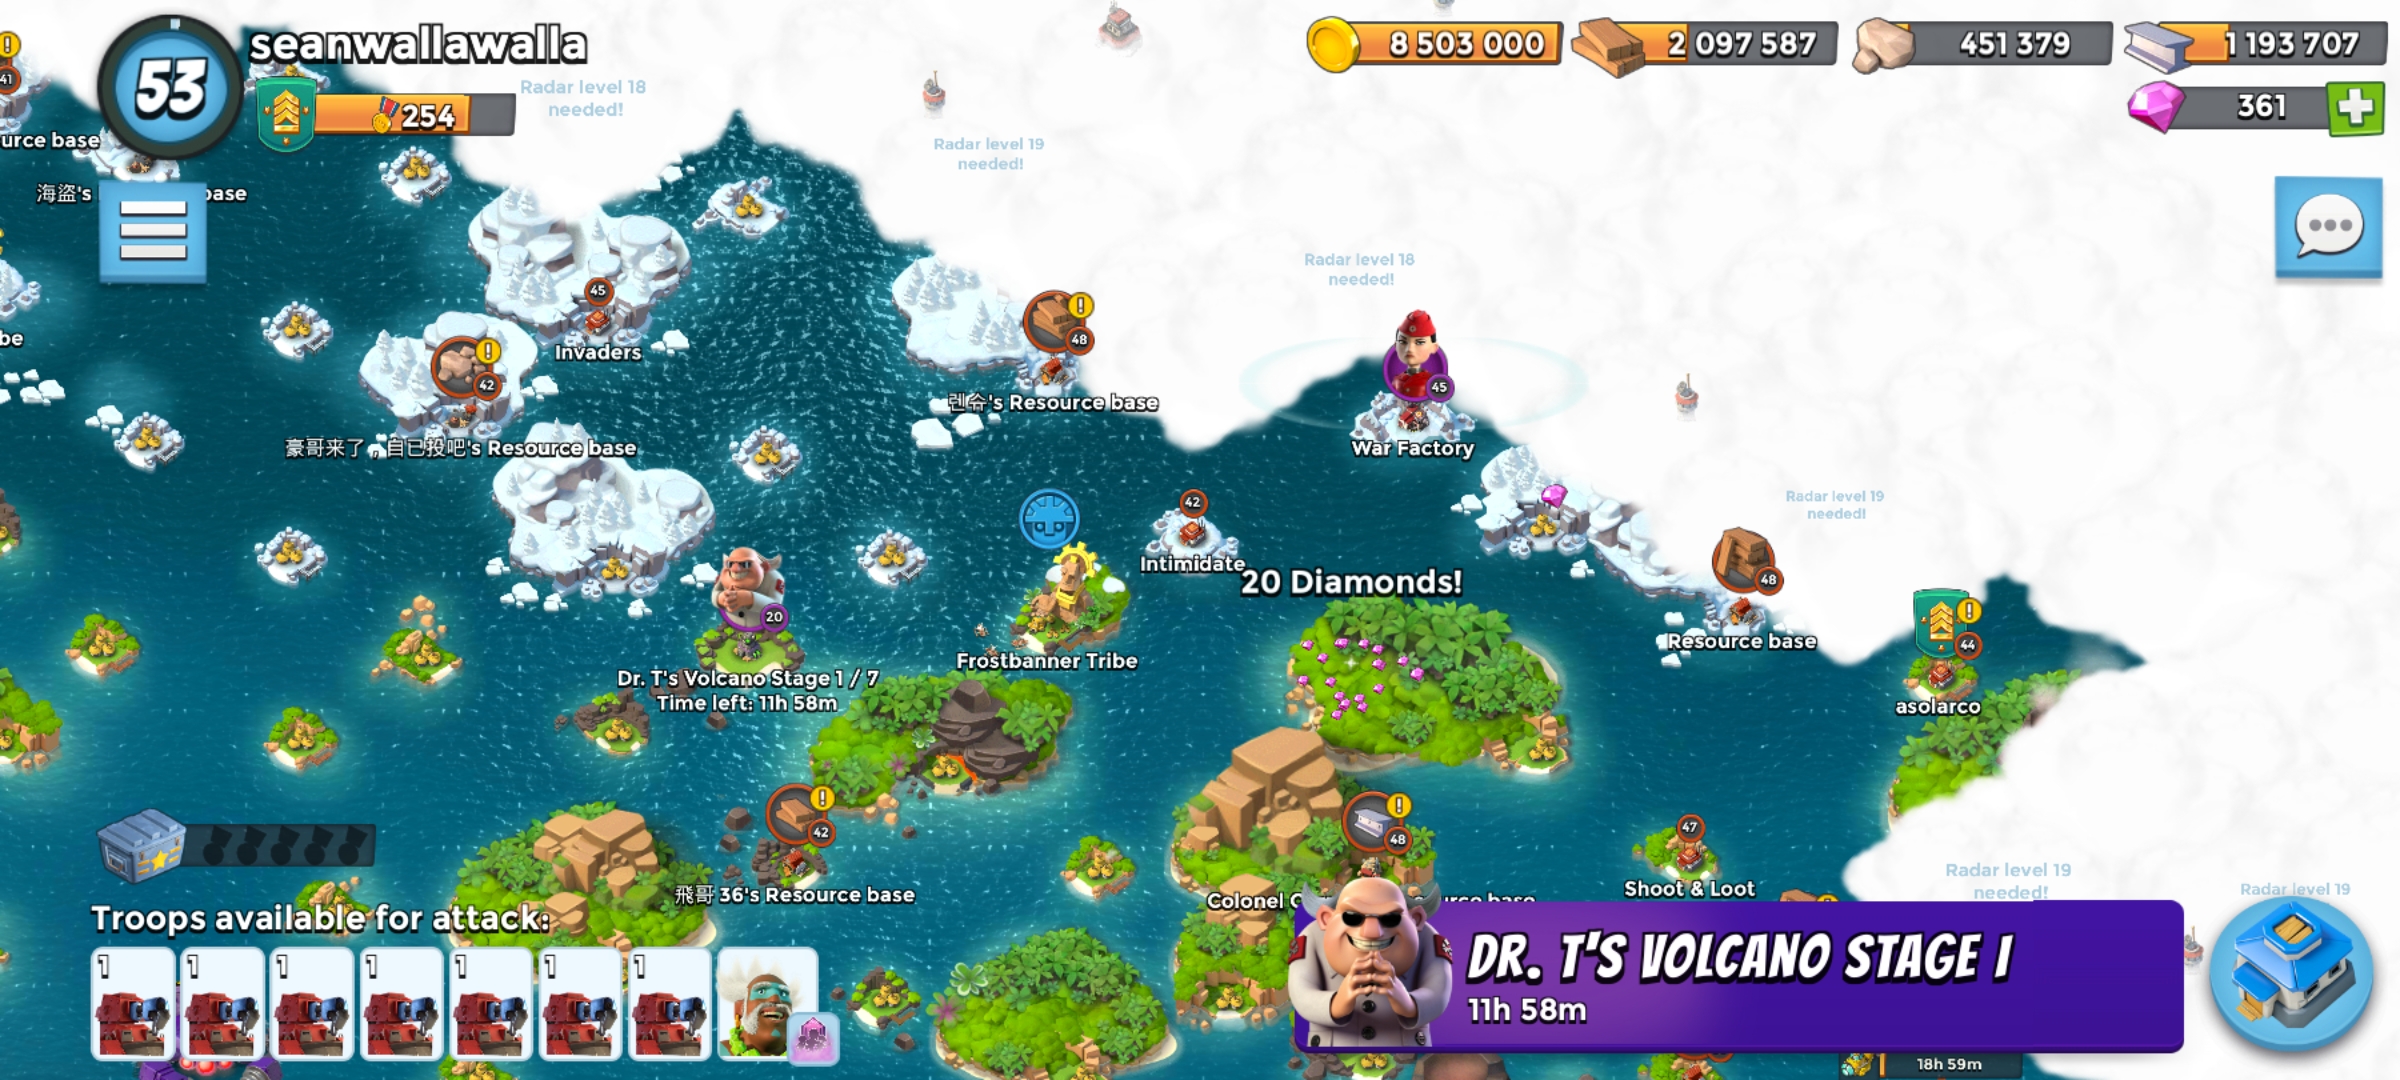 53
seanwallawalla
254
8 503 000
2 097 587
451 379
1 193 707
361
41
Radar level 18
needed!
Radar level 19
needed!
Radar level 18
needed!
45
Invaders
42
豪哥来了，自已投吧's Resource base
48
렌슈's Resource base
45
War Factory
42
Intimidate
20 Diamonds!
Radar level 19
needed!
48
Resource base
44
asolarco
20
Dr. T's Volcano Stage 1 / 7
Time left: 11h 58m
Frostbanner Tribe
42
飛哥 36's Resource base
48
Colonel
47
Shoot & Loot
Radar level 19
needed!
Radar level 19
Troops available for attack:
1
1
1
1
1
1
1
DR. T'S VOLCANO STAGE I
11h 58m
18h 59m